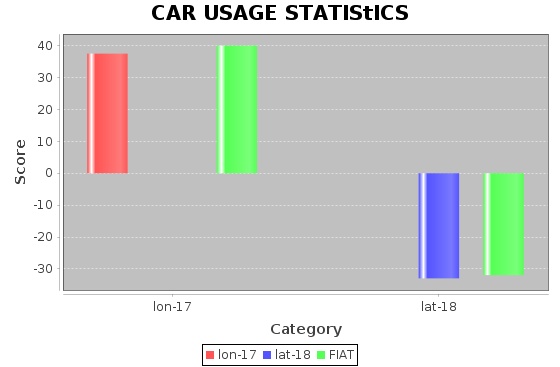 CAR USAGE STATIStICS
Score
40
30
20
10
0
-10
-20
-30
lon-17 lat-18
Category
lon-17 lat-18 FIAT